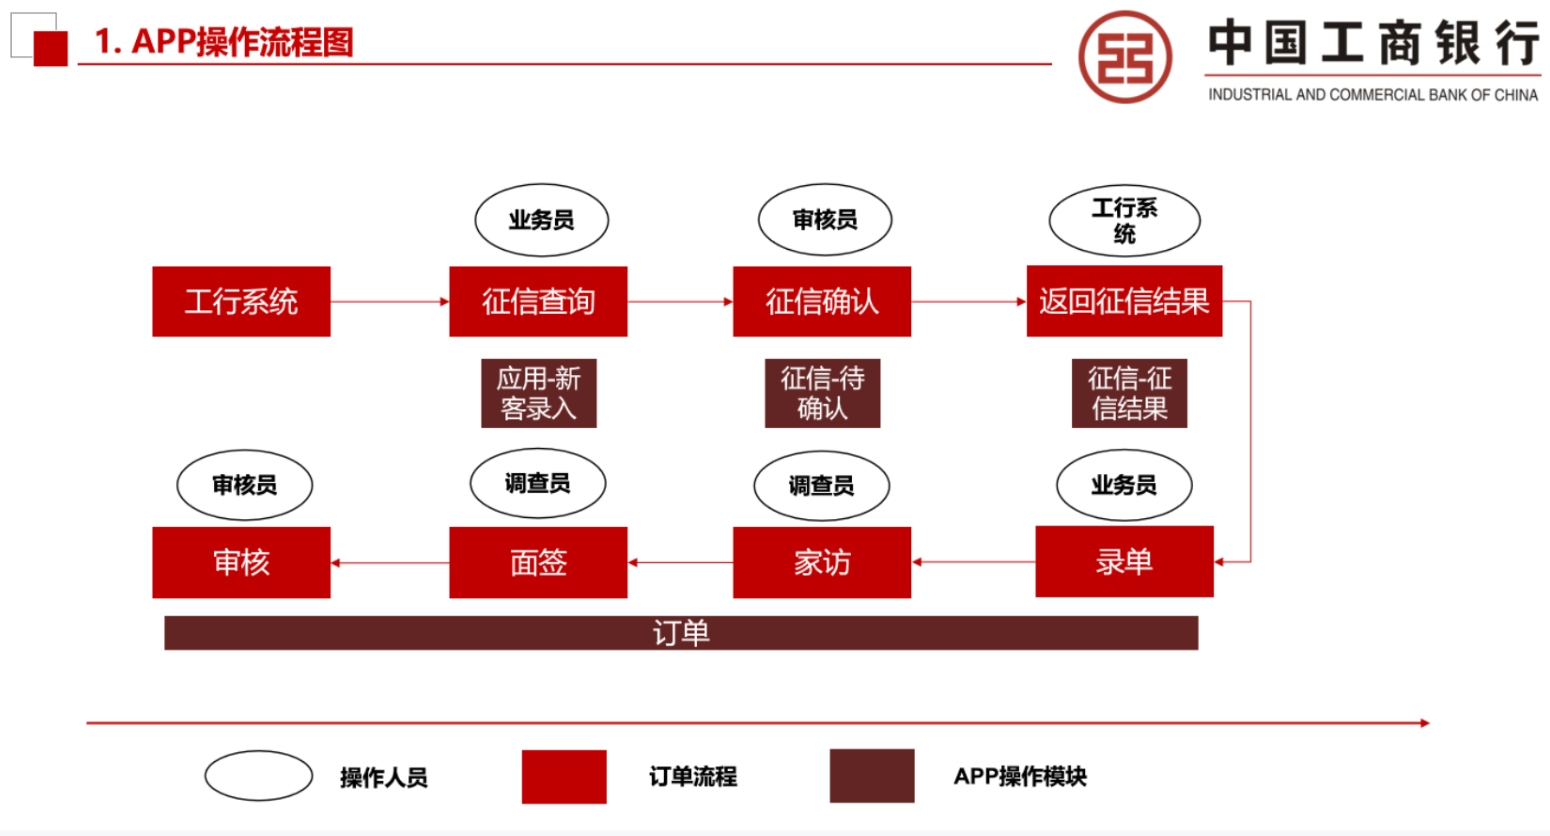 1. APP操作流程图
中国工商银行
INDUSTRIAL AND COMMERCIAL BANK OF CHINA
业务员
审核员
工行系
统
工行系统
征信查询
征信确认
返回征信结果
应用-新
客录入
征信-待
确认
征信-征
信结果
审核员
调查员
调查员
业务员
审核
面签
家访
录单
订单
操作人员
订单流程
APP操作模块